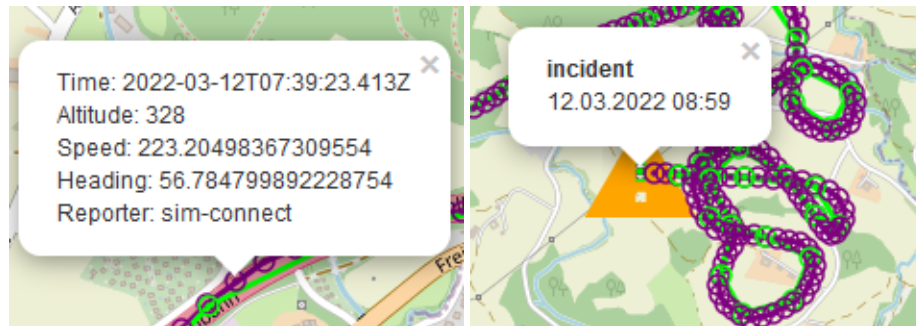 Time: 2022-03-12T07:39:23.413Z
Altitude: 328
Speed: 223.20498367309554
Heading: 56.784799892228754
Reporter: sim-connect
incident
12.03.2022 08:59